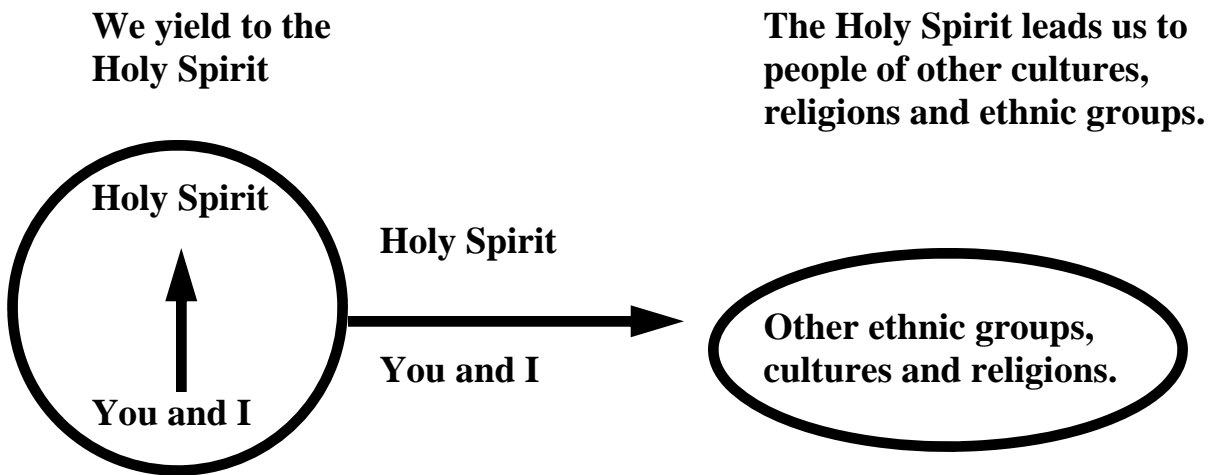 We yield to the
Holy Spirit
The Holy Spirit leads us to
people of other cultures,
religions and ethnic groups.
Holy Spirit
You and I
Holy Spirit
You and I
Other ethnic groups,
cultures and religions.